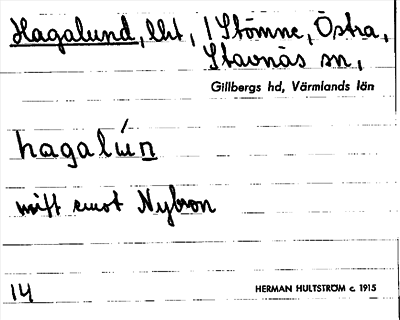 Hagalund, lht, / Stömne, Östra,
Stavnäs sn,
Gillbergs hd, Värmlands län
hagalún
mitt emot Nybron
14
HERMAN HULTSTRÖM c. 1915